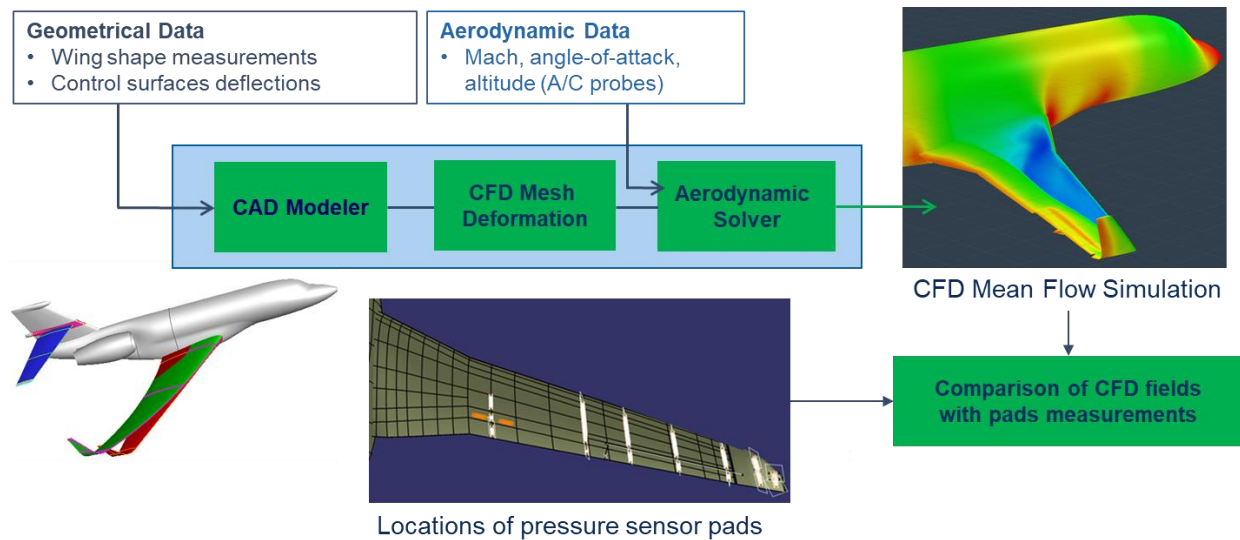 Geometrical Data
• Wing shape measurements
• Control surfaces deflections
Aerodynamic Data
• Mach, angle-of-attack,
altitude (A/C probes)
CAD Modeler
CFD Mesh
Deformation
Aerodynamic
Solver
CFD Mean Flow Simulation
Comparison of CFD fields
with pads measurements
Locations of pressure sensor pads